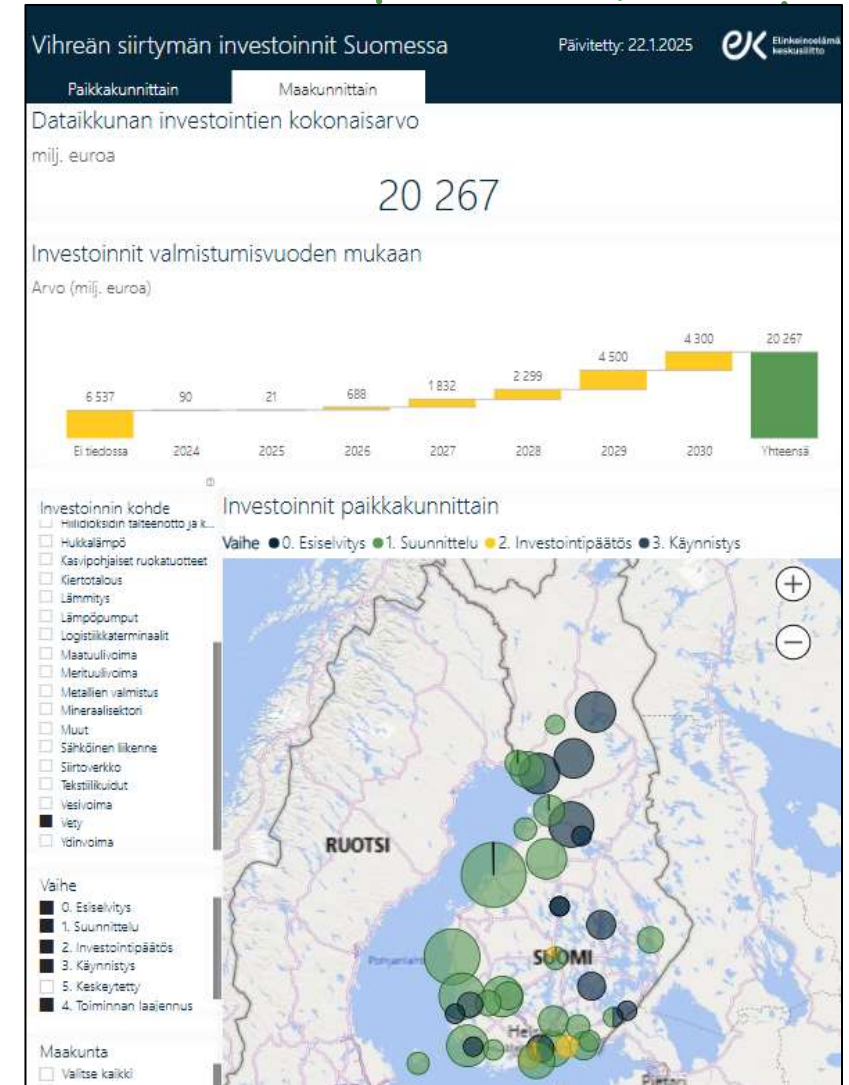 Vihreän siirtymän investoinnit Suomessa
Päivitetty: 22.1.2025
EK Elinkeinoelämä
keskusliitto
Paikkakunnittain
Maakunnittain
Dataikkunan investointien kokonaisarvo
milj. euroa
20 267
Investoinnit valmistumisvuoden mukaan
Arvo (milj. euroa)
6 537 90 21 688 1 832 2 299 4 500 4 300 20 267
Ei tiedossa 2024 2025 2026 2027 2028 2029 2030 Yhteensä
Investoinnin kohde
Hiilidioksidin talteenotto ja k...
Hukkalämpö
Kasvipohjaiset ruokatuotteet
Kiertotalous
Lämmitys
Lämpöpumput
Logistiikkaterminaalit
Maatuulivoima
Merituulivoima
Metallien valmistus
Mineraalisektori
Muut
Sähköinen liikenne
Siirtoverkko
Tekstiilikuidut
Vesivoima
Vety
Ydinvoima
Vaihe
0. Esiselvitys
1. Suunnittelu
2. Investointipäätös
3. Käynnistys
5. Keskeytetty
4. Toiminnan laajennus
Maakunta
Valitse kaikki
Investoinnit paikkakunnittain
Vaihe 0. Esiselvitys 1. Suunnittelu 2. Investointipäätös 3. Käynnistys
RUOTSI
SUOMI